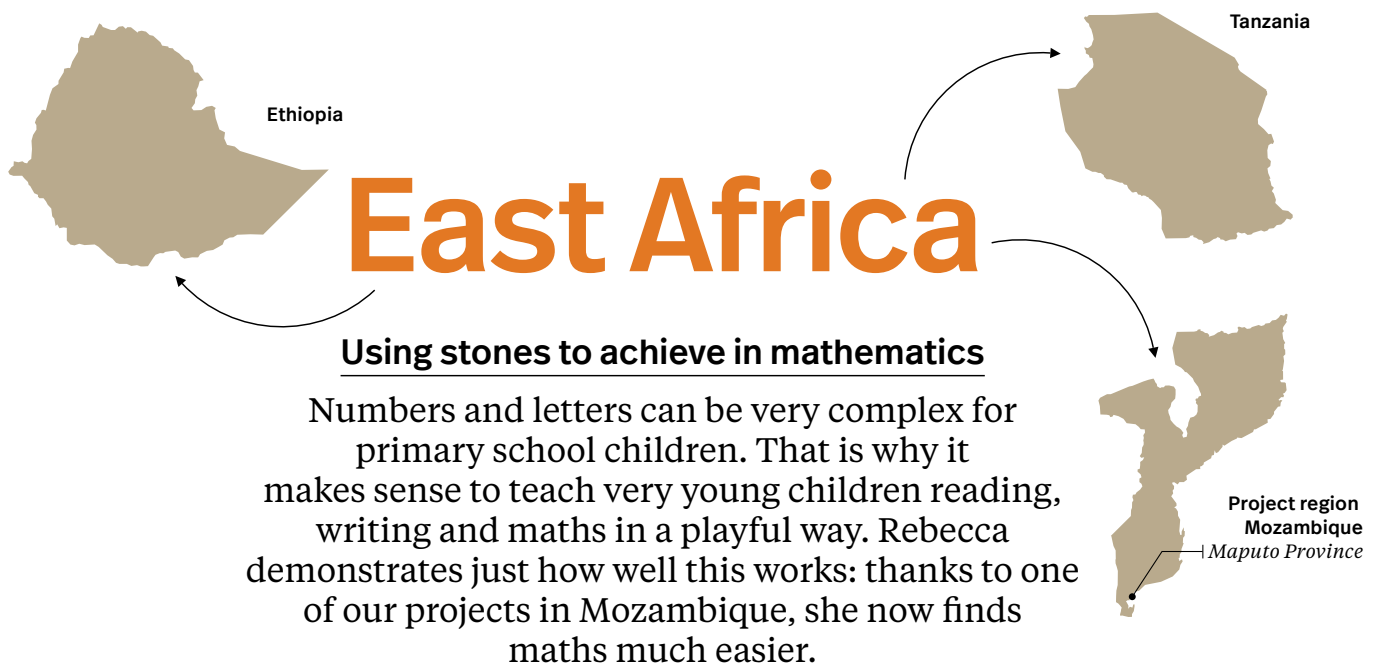 Tanzania
Ethiopia
East Africa
Using stones to achieve in mathematics
Numbers and letters can be very complex for
primary school children. That is why it
makes sense to teach very young children reading,
writing and maths in a playful way. Rebecca
demonstrates just how well this works: thanks to one
of our projects in Mozambique, she now finds
maths much easier.
Project region
Mozambique
Maputo Province